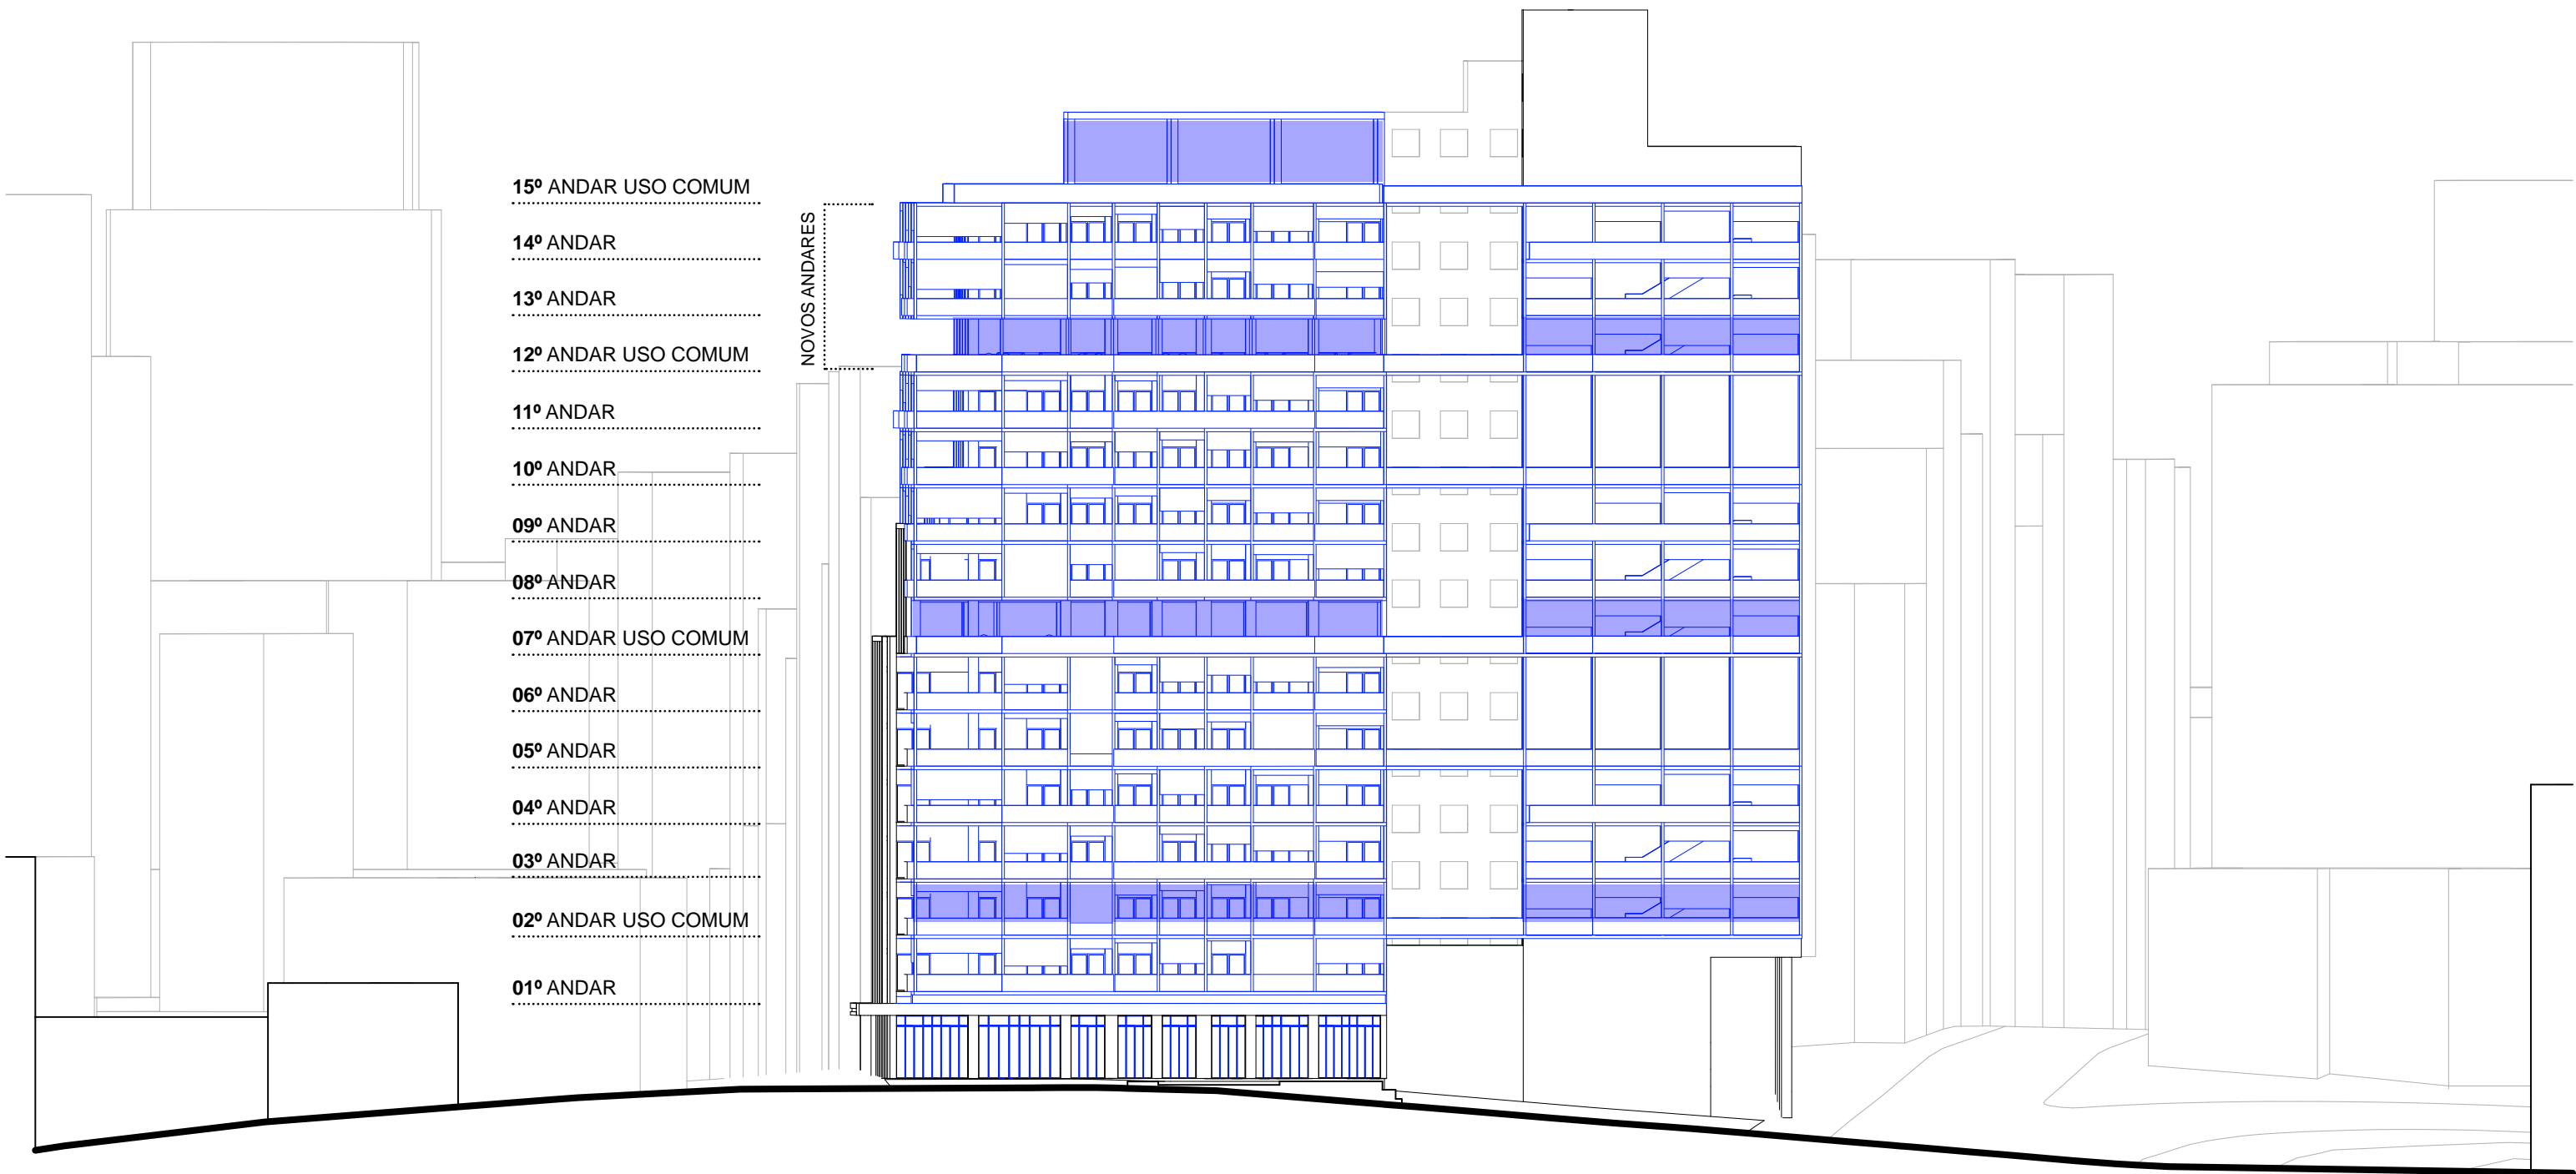 15º ANDAR USO COMUM
14º ANDAR
13º ANDAR
12º ANDAR USO COMUM
NOVOS ANDARES
11º ANDAR
10º ANDAR
09º ANDAR
08º ANDAR
07º ANDAR USO COMUM
06º ANDAR
05º ANDAR
04º ANDAR
03º ANDAR
02º ANDAR USO COMUM
01º ANDAR